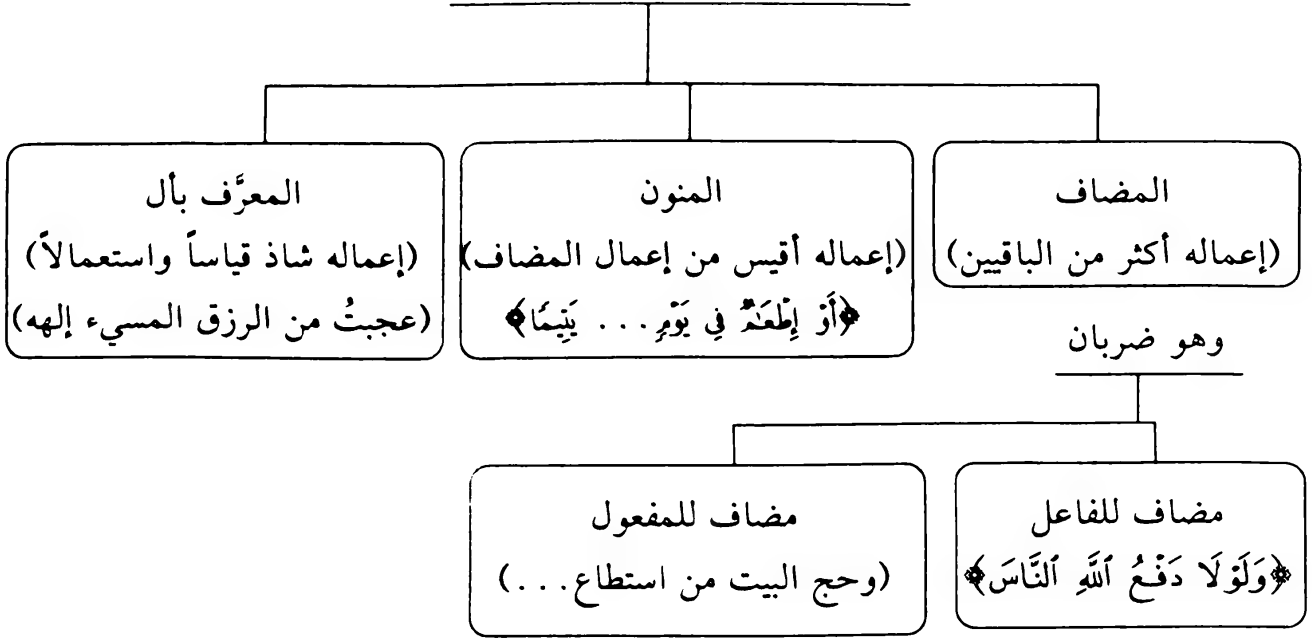 المضاف
(إعماله أكثر من الباقيين)
المنون
(إعماله أقيس من إعمال المضاف)
﴿أَوْ إِطْعَٰمٌ فِى يَوْمٍ... يَتِيمًا﴾
المعرَّف بأل
(إعماله شاذ قياساً واستعمالاً)
(عجبتُ من الرزق المسيء إلهه)
وهو ضربان
مضاف للفاعل
﴿وَلَوْلَا دَفْعُ ٱللَّهِ ٱلنَّاسَ﴾
مضاف للمفعول
(وحج البيت من استطاع...)